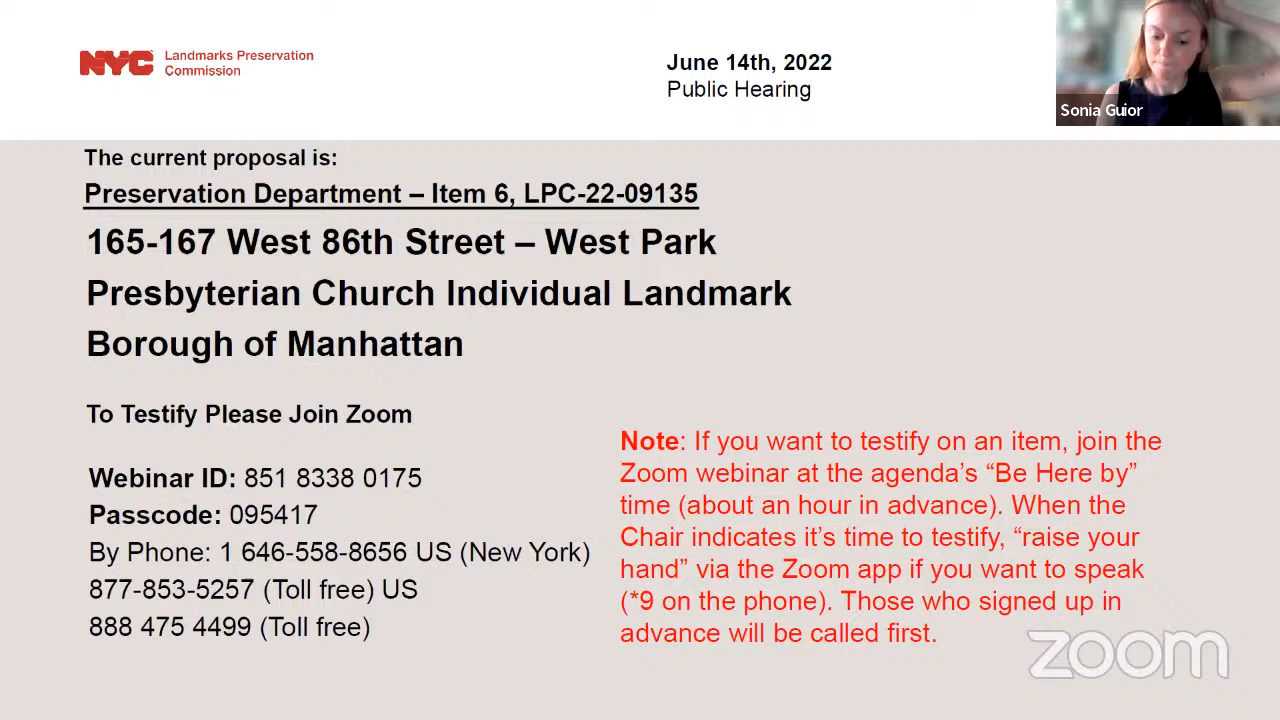 NYC Landmarks Preservation
Commission
June 14th, 2022
Public Hearing
Sonia Guior
The current proposal is:
Preservation Department – Item 6, LPC-22-09135
165-167 West 86th Street – West Park
Presbyterian Church Individual Landmark
Borough of Manhattan
To Testify Please Join Zoom
Webinar ID: 851 8338 0175
Passcode: 095417
By Phone: 1 646-558-8656 US (New York)
877-853-5257 (Toll free) US
888 475 4499 (Toll free)
Note: If you want to testify on an item, join the
Zoom webinar at the agenda’s “Be Here by”
time (about an hour in advance). When the
Chair indicates it’s time to testify, “raise your
hand” via the Zoom app if you want to speak
(*9 on the phone). Those who signed up in
advance will be called first.
zoom